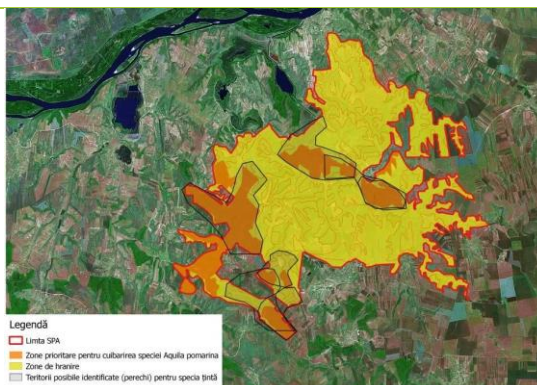 Legendă
Limita SPA
Zone prioritare pentru cuibarirea speciei Aquila pomarina
Zone de hranire
Teritorii posibile identificate (perechi) pentru specia țintă